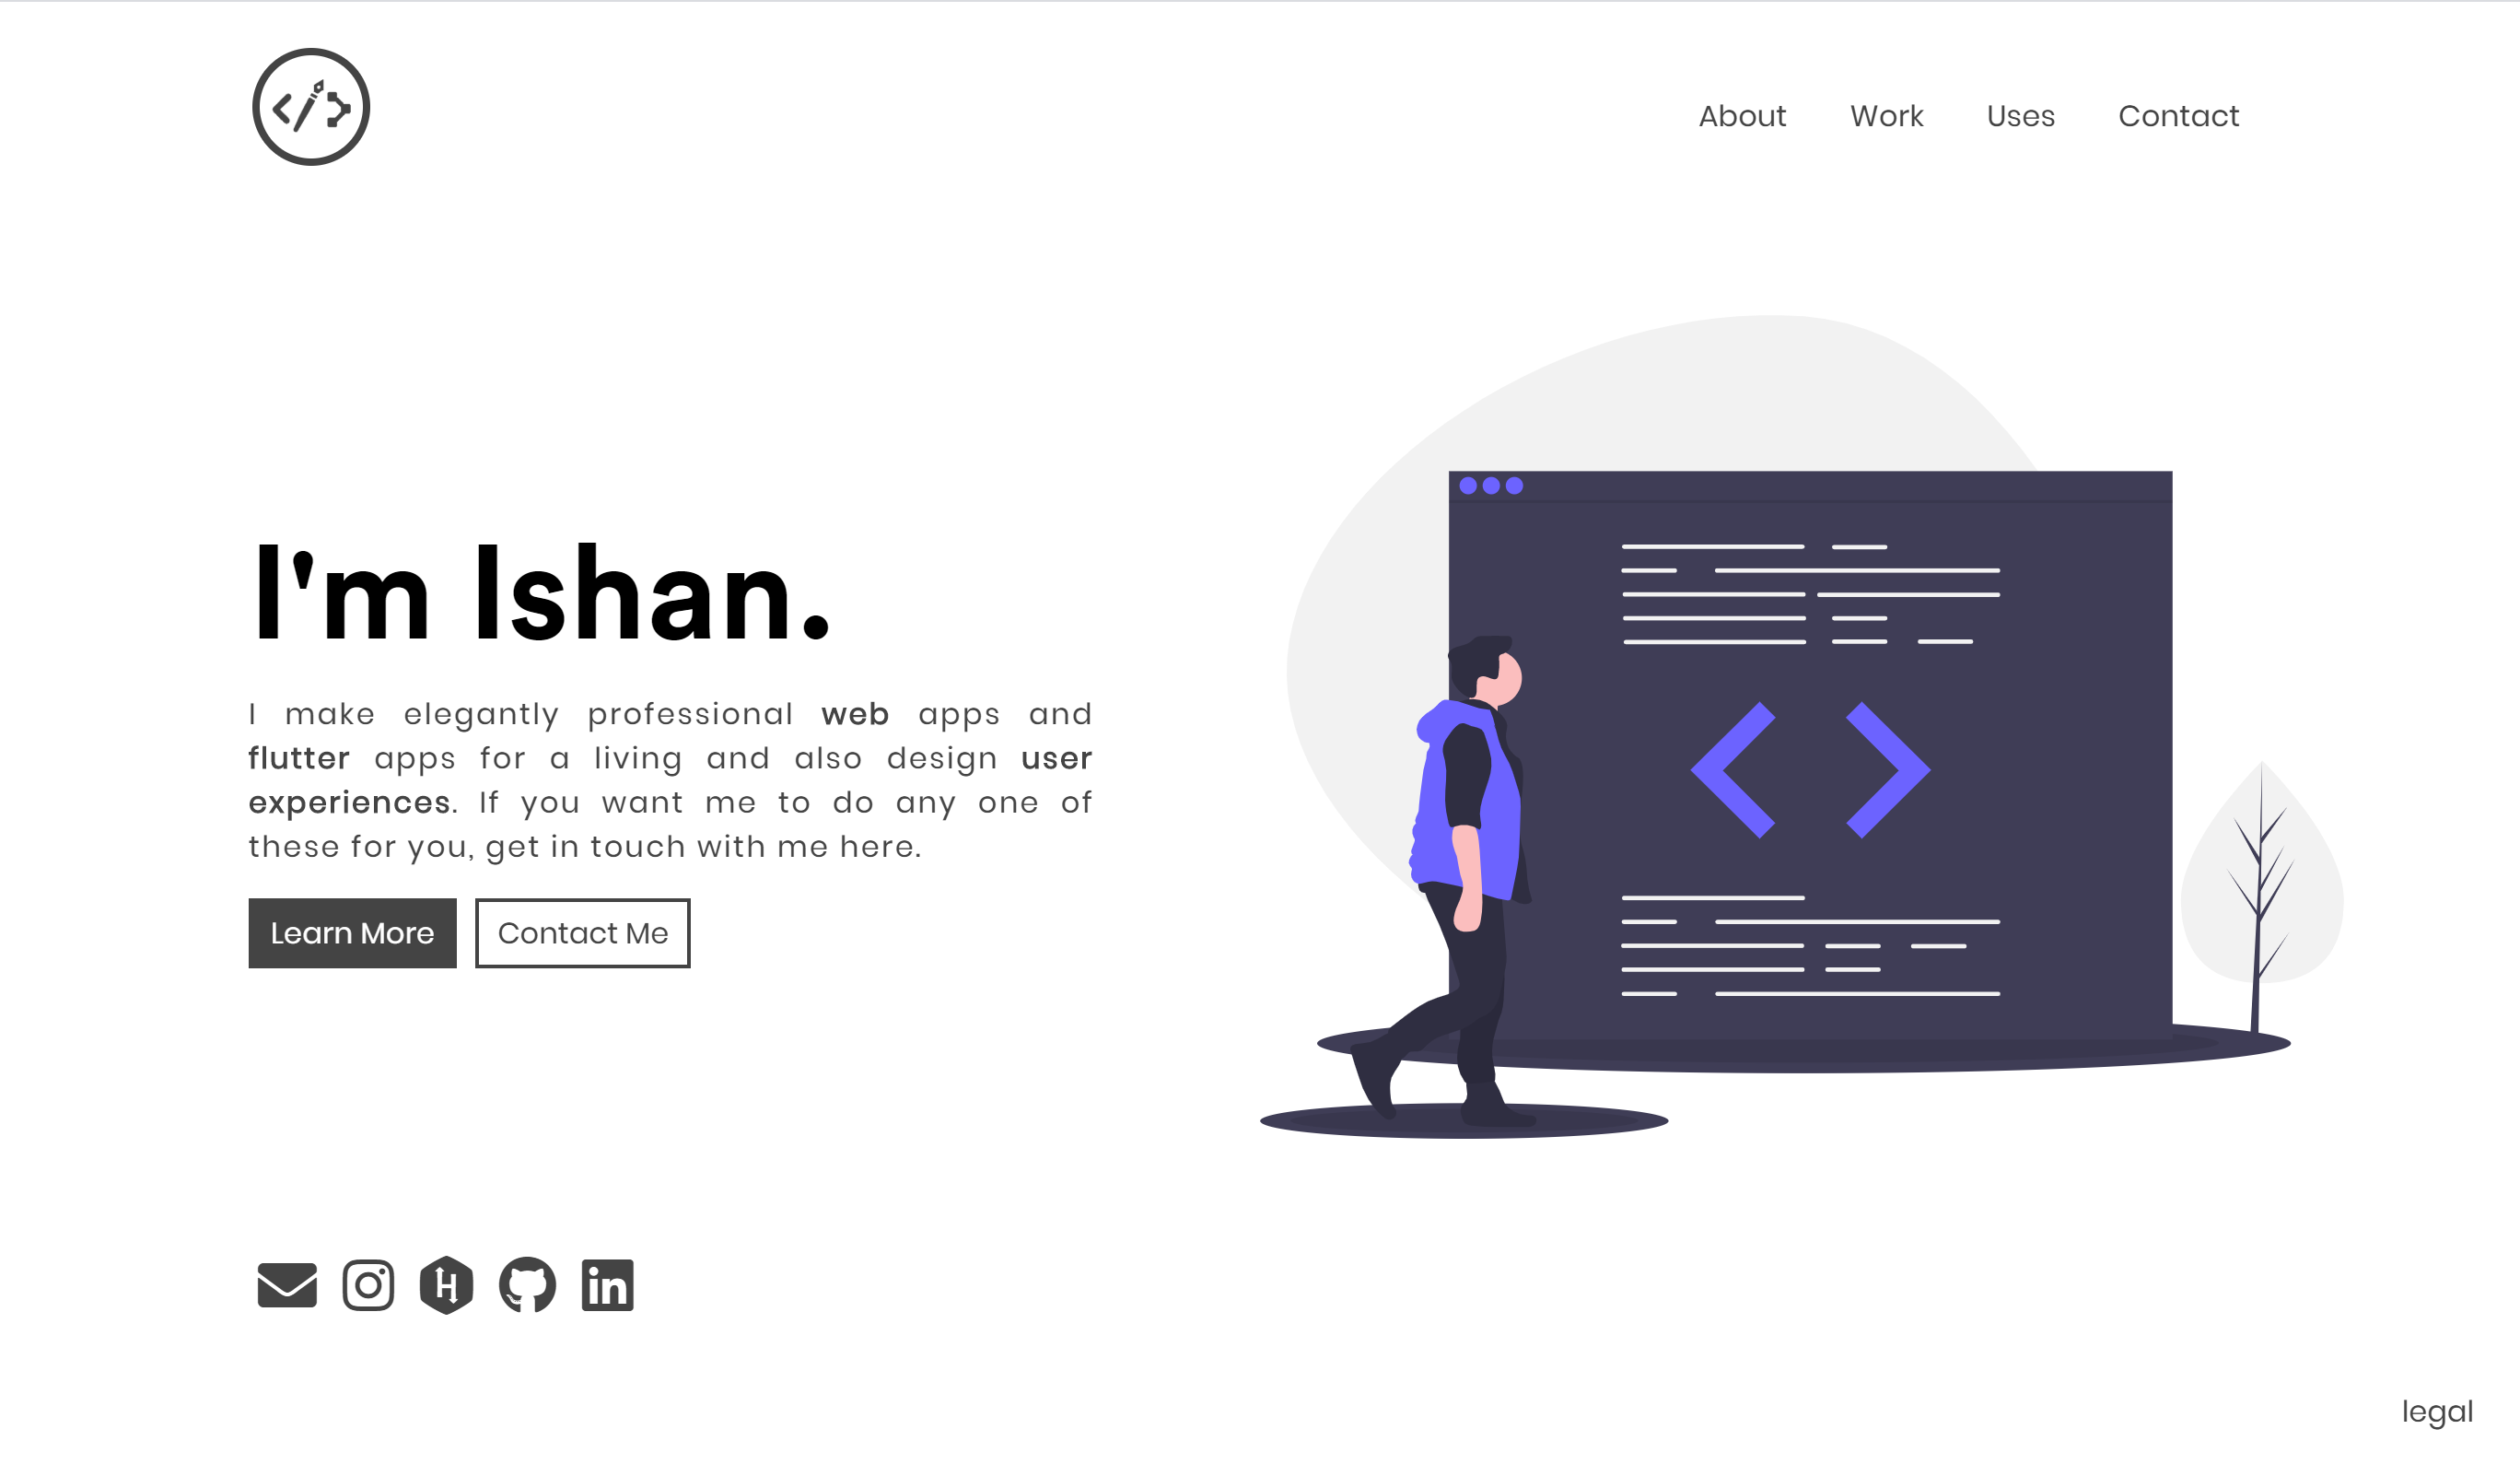 About Work Uses Contact
I'm Ishan.
I make elegantly professional web apps and
flutter apps for a living and also design user
experiences. If you want me to do any one of
these for you, get in touch with me here.
Learn More Contact Me
legal